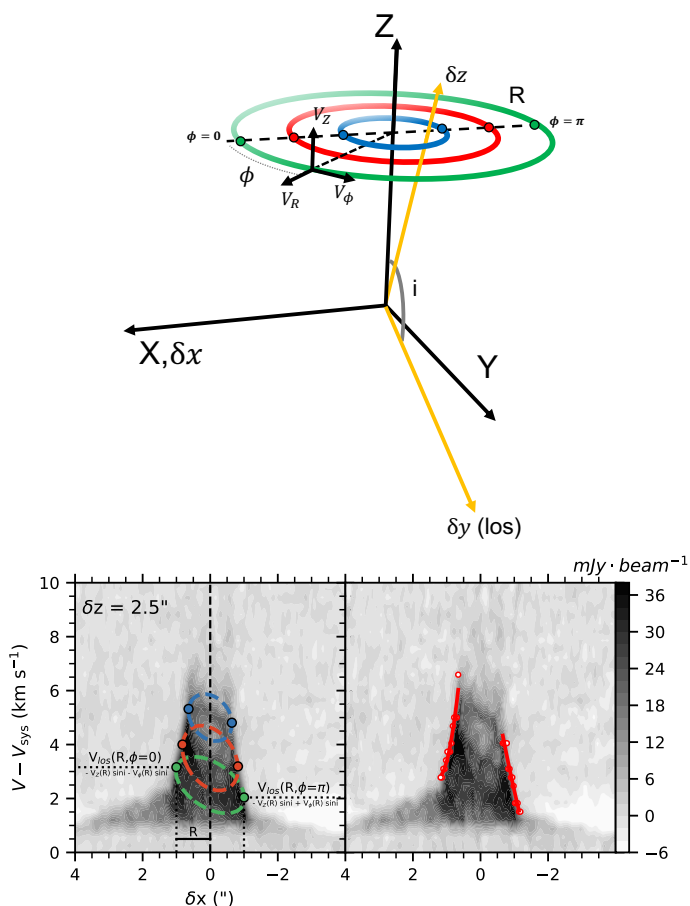 Z
δz
R
ϕ = 0
ϕ = π
V_Z
ϕ
V_R
V_ϕ
i
X,δx
Y
δy (los)
mJy · beam⁻¹
δz = 2.5"
V_los(R,ϕ=0)
- V_Z(R) sini - V_ϕ(R) sini
V_los(R,ϕ=π)
- V_Z(R) sini + V_ϕ(R) sini
R
V − V_sys (km s⁻¹)
10
8
6
4
2
0
4 2 0 −2
δx (")
4 2 0 −2
36
30
24
18
12
6
0
−6